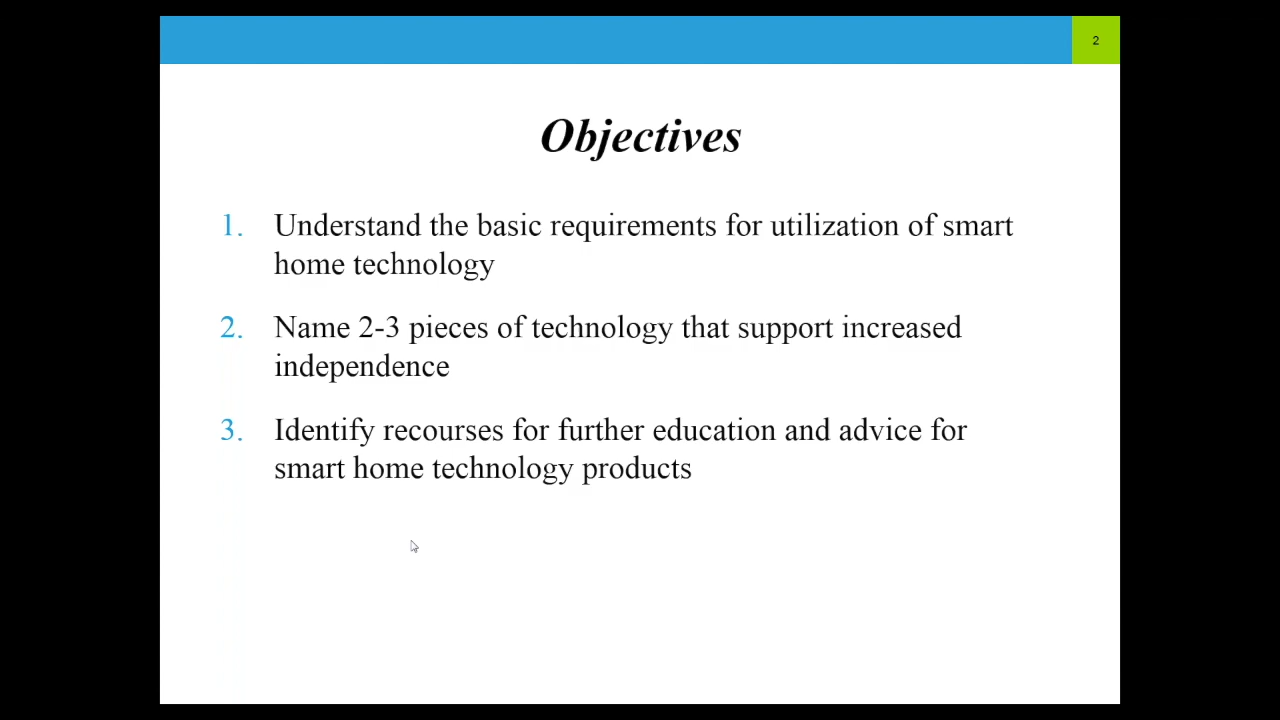 2
Objectives
1. Understand the basic requirements for utilization of smart
home technology
2. Name 2-3 pieces of technology that support increased
independence
3. Identify recourses for further education and advice for
smart home technology products